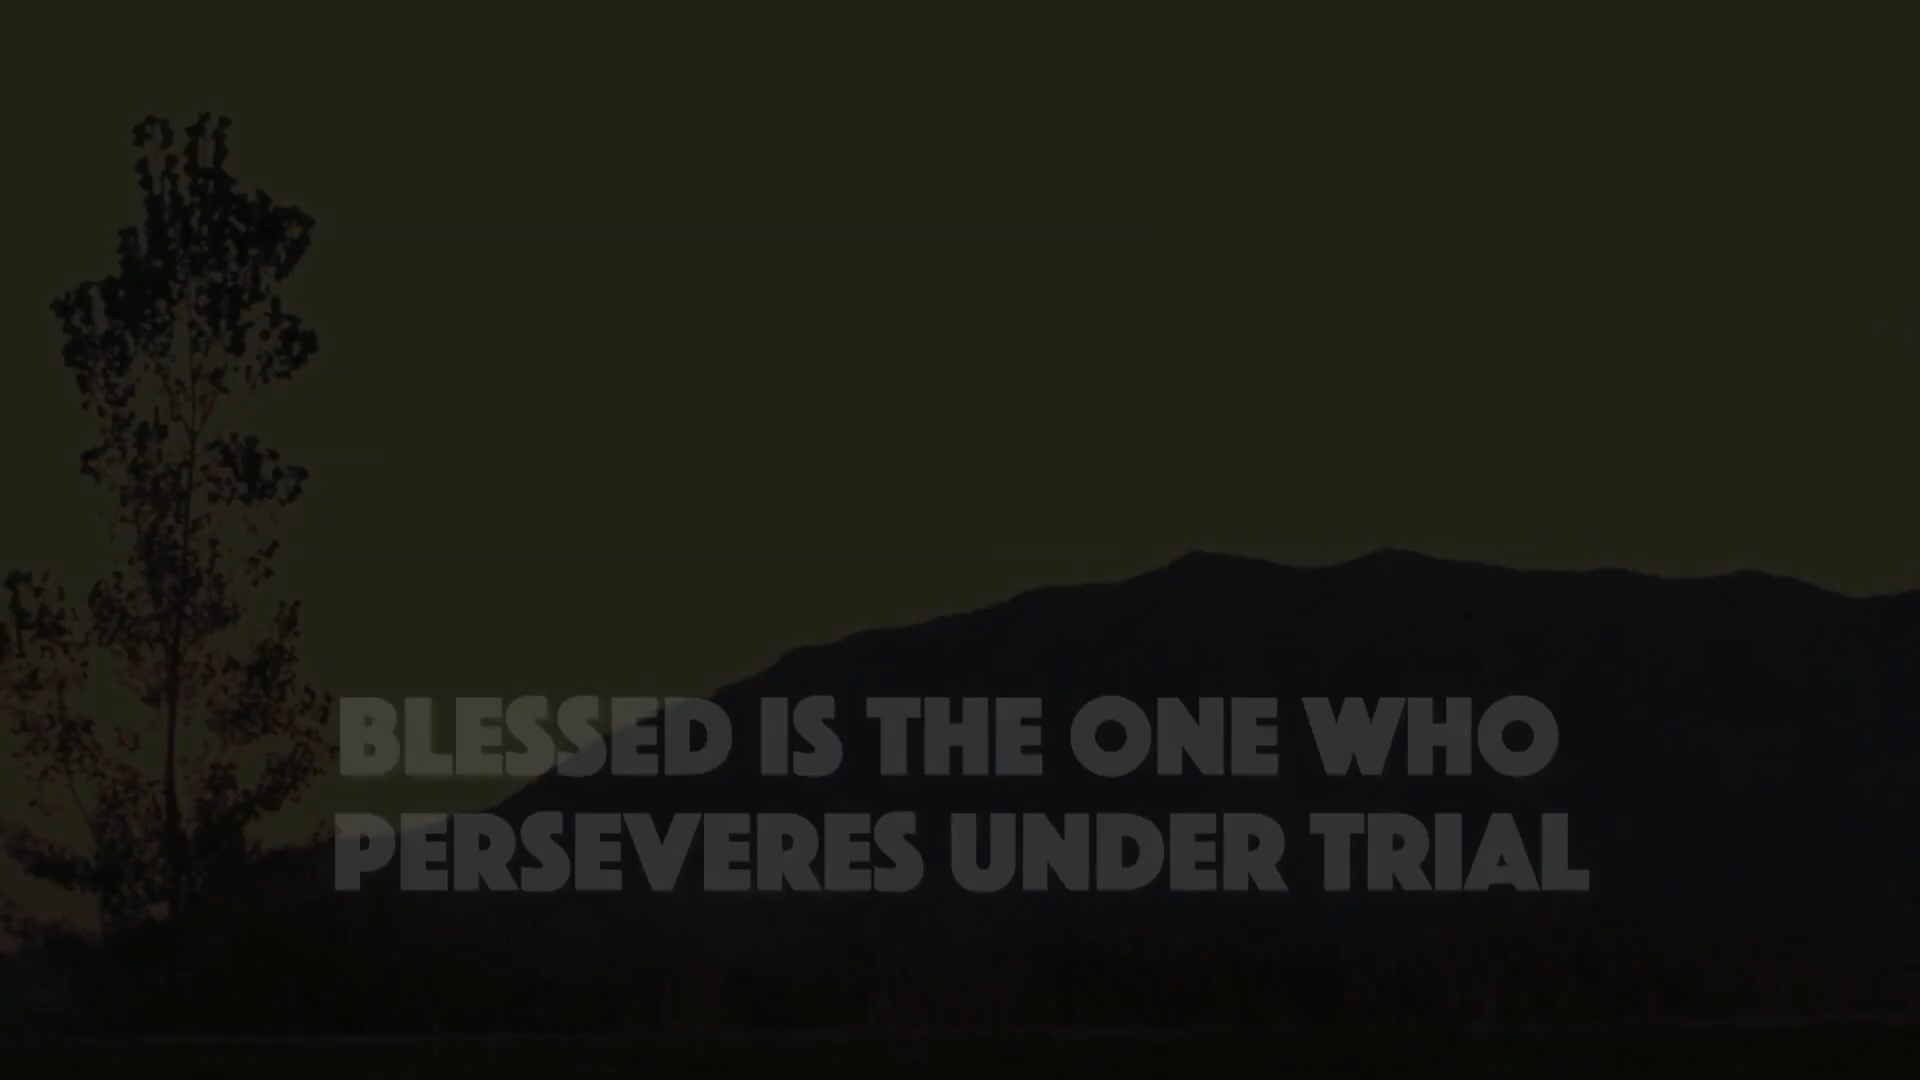 BLESSED IS THE ONE WHO
PERSEVERES UNDER TRIAL